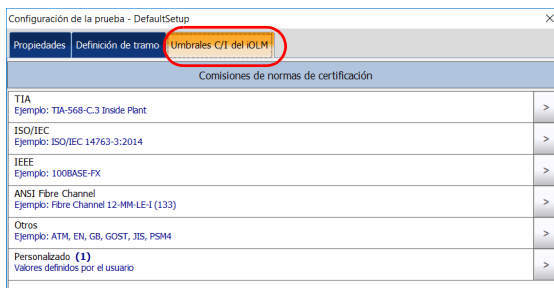 Configuración de la prueba - DefaultSetup
Propiedades Definición de tramo Umbrales C/I del iOLM
Comisiones de normas de certificación
TIA
Ejemplo: TIA-568-C.3 Inside Plant
>
ISO/IEC
Ejemplo: ISO/IEC 14763-3:2014
>
IEEE
Ejemplo: 100BASE-FX
>
ANSI Fibre Channel
Ejemplo: Fibre Channel 12-MM-LE-I (133)
>
Otros
Ejemplo: ATM, EN, GB, GOST, JIS, PSM4
>
Personalizado (1)
Valores definidos por el usuario
>